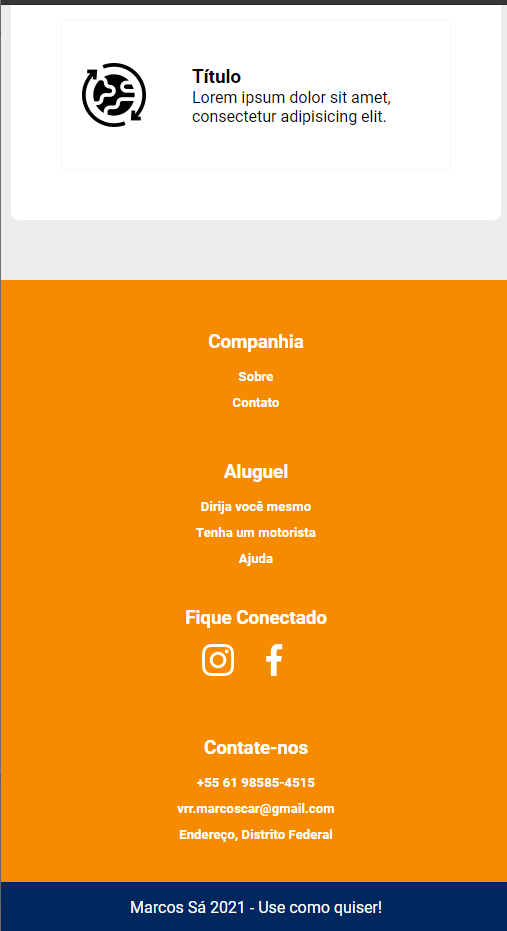 Título
Lorem ipsum dolor sit amet,
consectetur adipisicing elit.
Companhia
Sobre
Contato
Aluguel
Dirija você mesmo
Tenha um motorista
Ajuda
Fique Conectado
Contate-nos
+55 61 98585-4515
vrr.marcoscar@gmail.com
Endereço, Distrito Federal
Marcos Sá 2021 - Use como quiser!